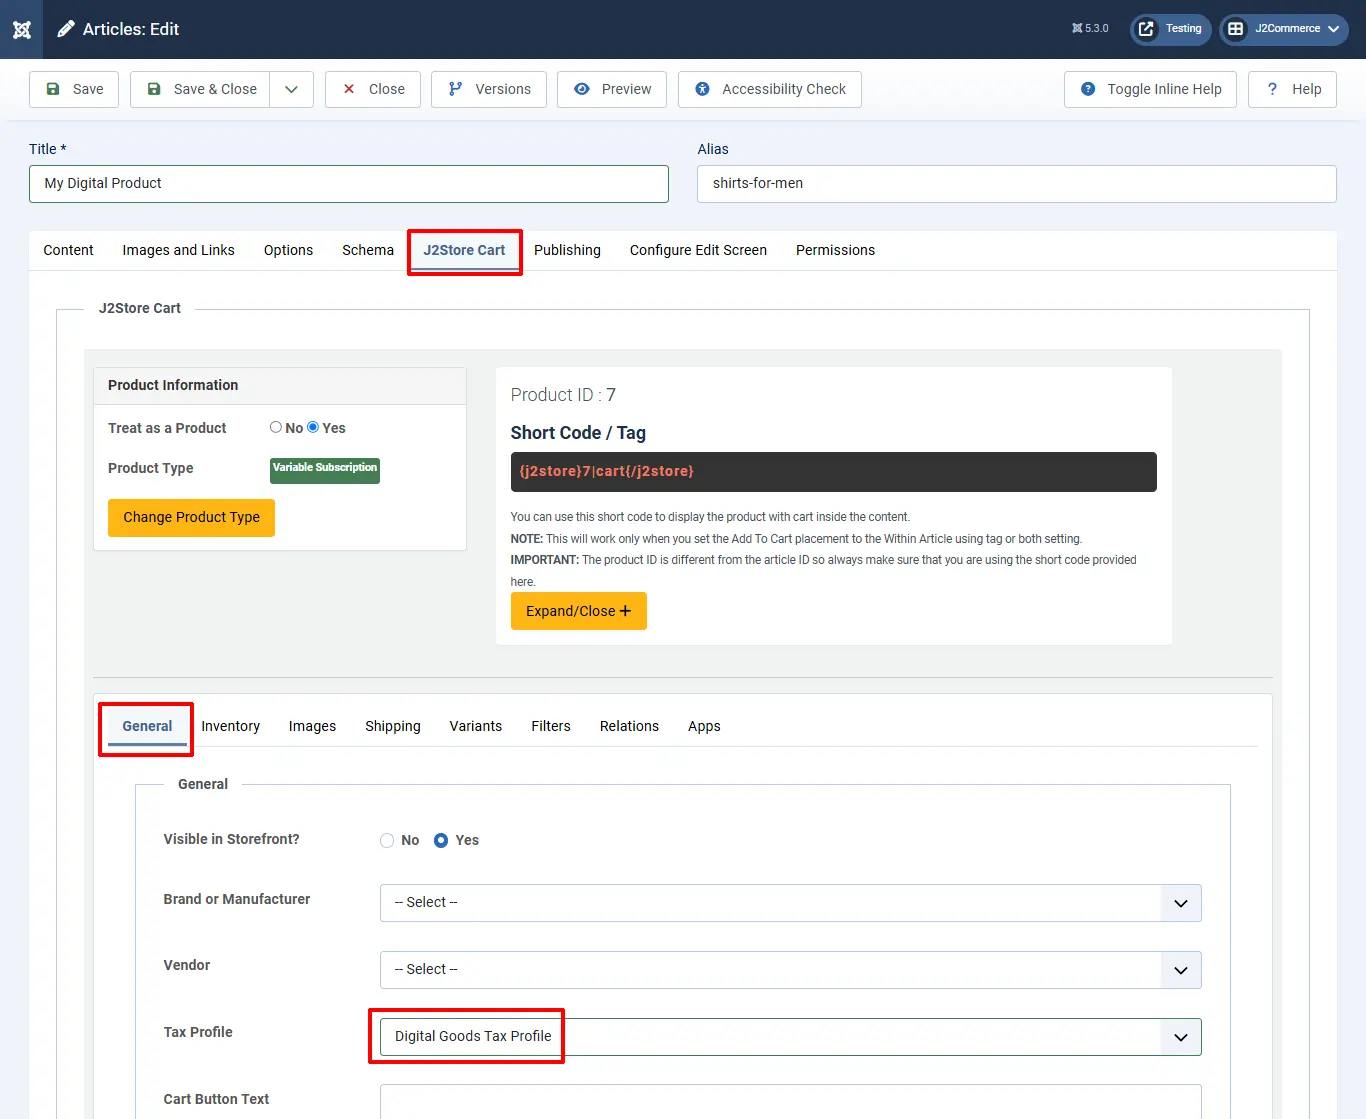 Articles: Edit
5.3.0
Testing
J2Commerce
Save
Save & Close
Close
Versions
Preview
Accessibility Check
Toggle Inline Help
? Help
Title *
Alias
My Digital Product
shirts-for-men
Content Images and Links Options Schema J2Store Cart Publishing Configure Edit Screen Permissions
J2Store Cart
Product Information
Treat as a Product No Yes
Product Type Variable Subscription
Change Product Type
Product ID : 7
Short Code / Tag
{j2store}7|cart{/j2store}
You can use this short code to display the product with cart inside the content.
NOTE: This will work only when you set the Add To Cart placement to the Within Article using tag or both setting.
IMPORTANT: The product ID is different from the article ID so always make sure that you are using the short code provided
here.
Expand/Close +
General Inventory Images Shipping Variants Filters Relations Apps
General
Visible in Storefront? No Yes
Brand or Manufacturer -- Select --
Vendor -- Select --
Tax Profile Digital Goods Tax Profile
Cart Button Text